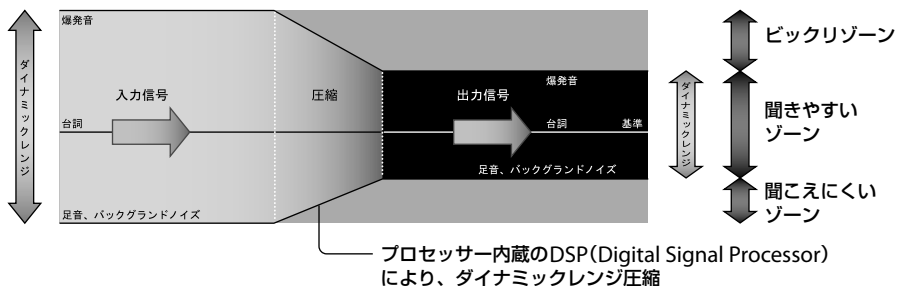 ダイナミックレンジ
爆発音
入力信号
台詞
足音、バックグランドノイズ
圧縮
爆発音
出力信号
台詞
基準
足音、バックグランドノイズ
ダイナミックレンジ
ビックリゾーン
聞きやすい
ゾーン
聞こえにくい
ゾーン
プロセッサー内蔵のDSP（Digital Signal Processor）
により、ダイナミックレンジ圧縮